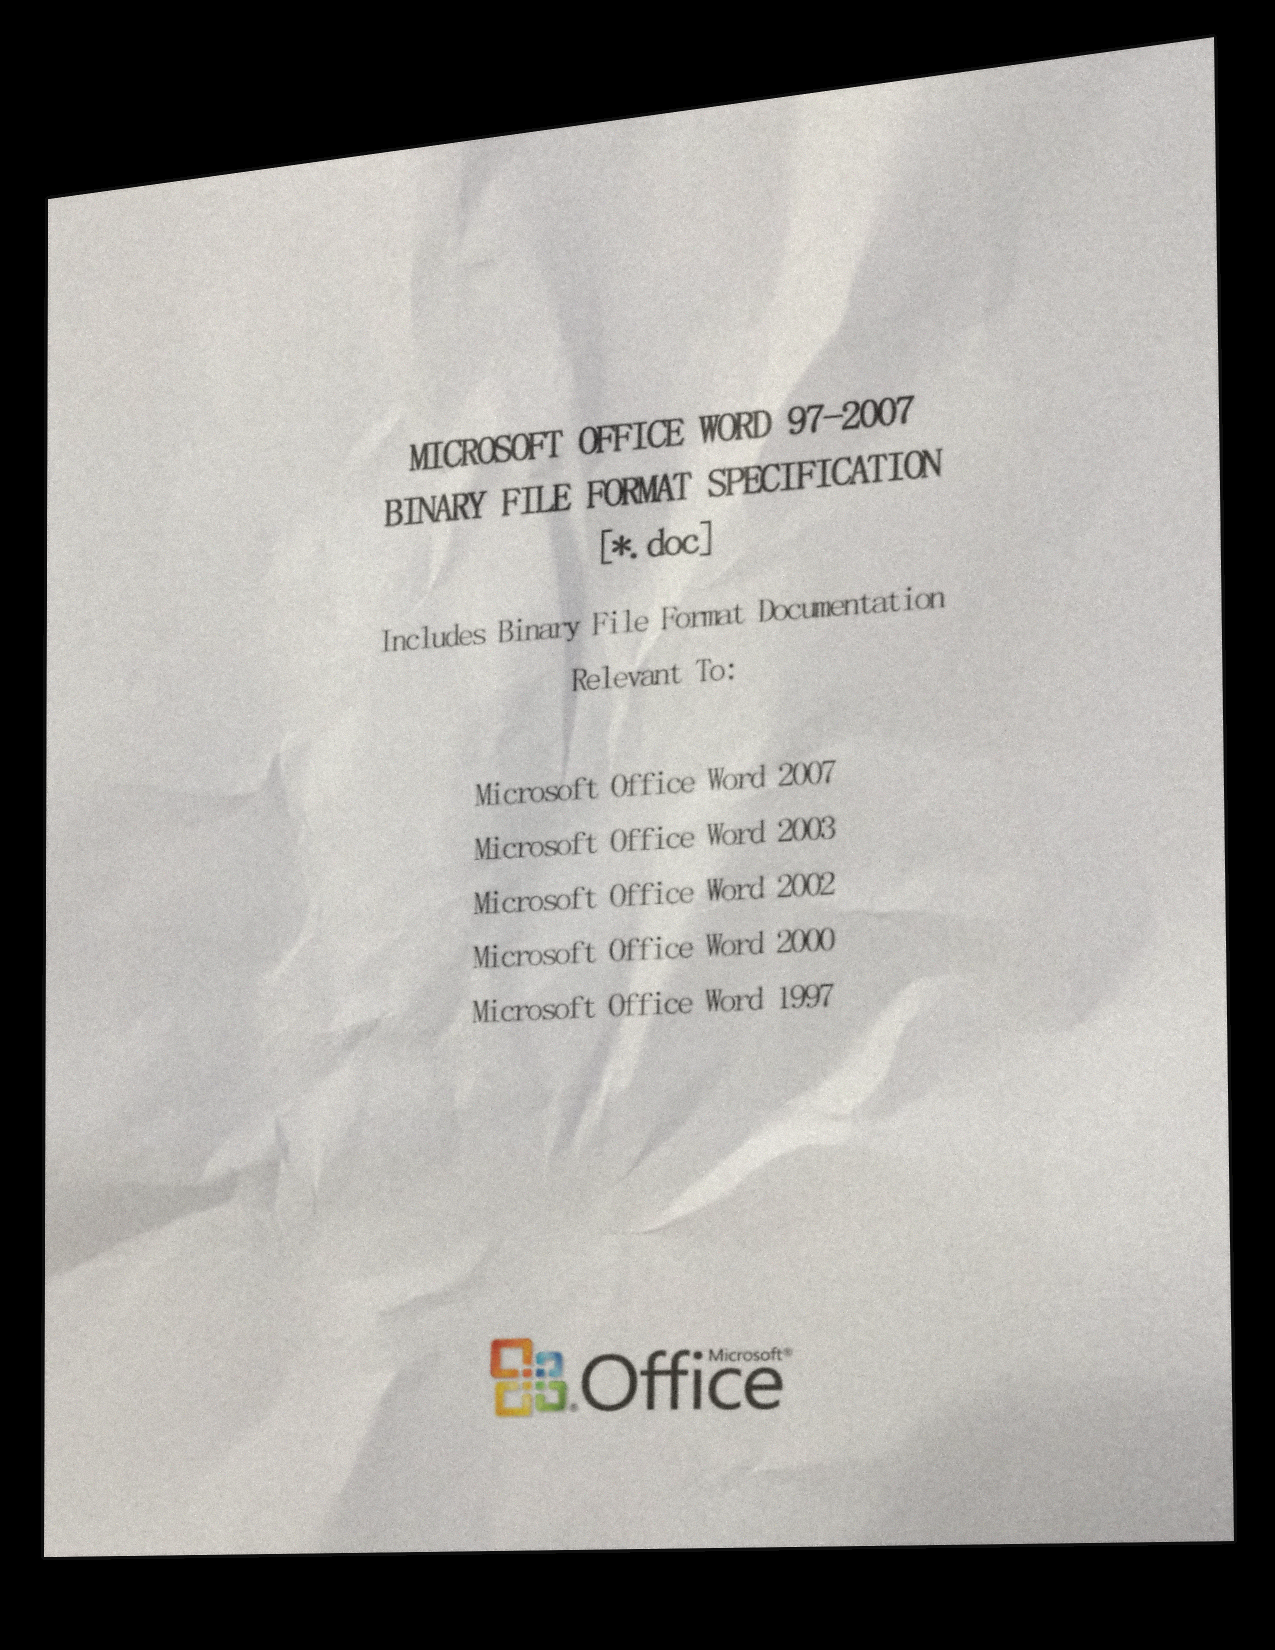 MICROSOFT OFFICE WORD 97-2007
BINARY FILE FORMAT SPECIFICATION
[*.doc]
Includes Binary File Format Documentation
Relevant To:
Microsoft Office Word 2007
Microsoft Office Word 2003
Microsoft Office Word 2002
Microsoft Office Word 2000
Microsoft Office Word 1997
Microsoft®
Office